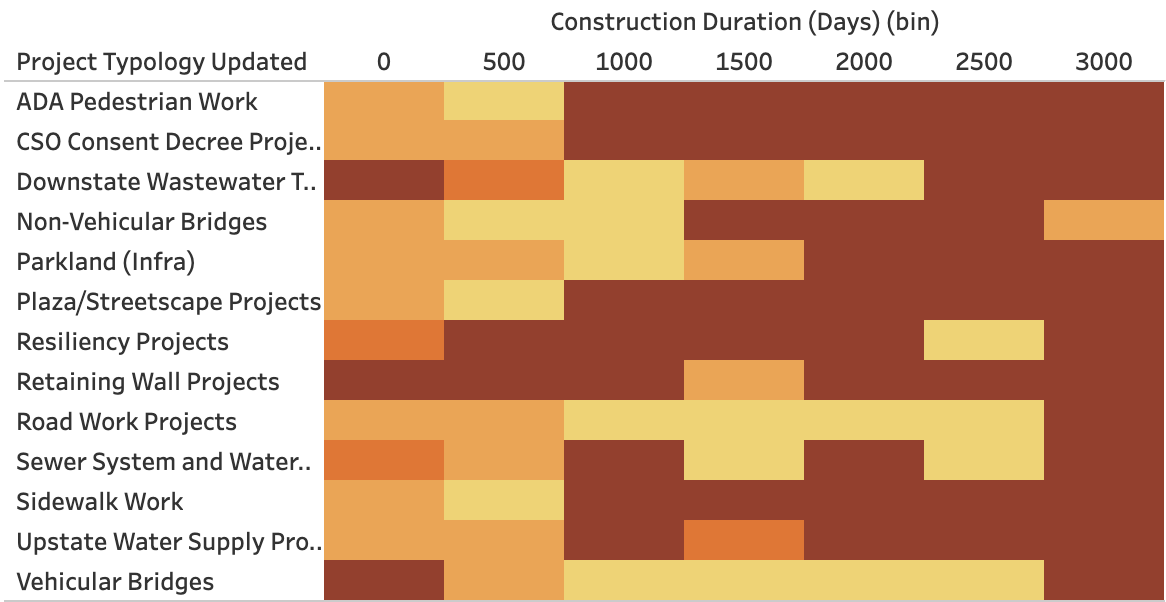 Construction Duration (Days) (bin)
Project Typology Updated 0 500 1000 1500 2000 2500 3000
ADA Pedestrian Work
CSO Consent Decree Proje..
Downstate Wastewater T..
Non-Vehicular Bridges
Parkland (Infra)
Plaza/Streetscape Projects
Resiliency Projects
Retaining Wall Projects
Road Work Projects
Sewer System and Water..
Sidewalk Work
Upstate Water Supply Pro..
Vehicular Bridges